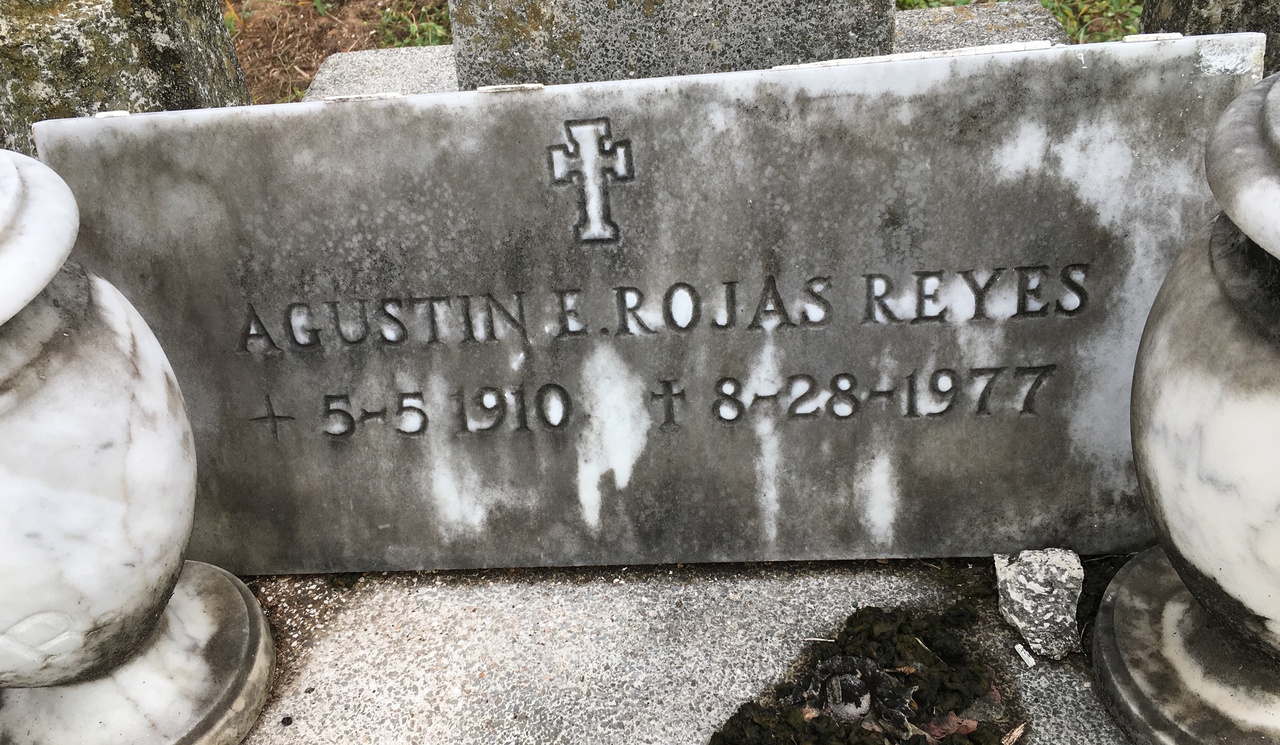 AGUSTIN E. ROJAS REYES
+ 5-5 1910 † 8-28-1977